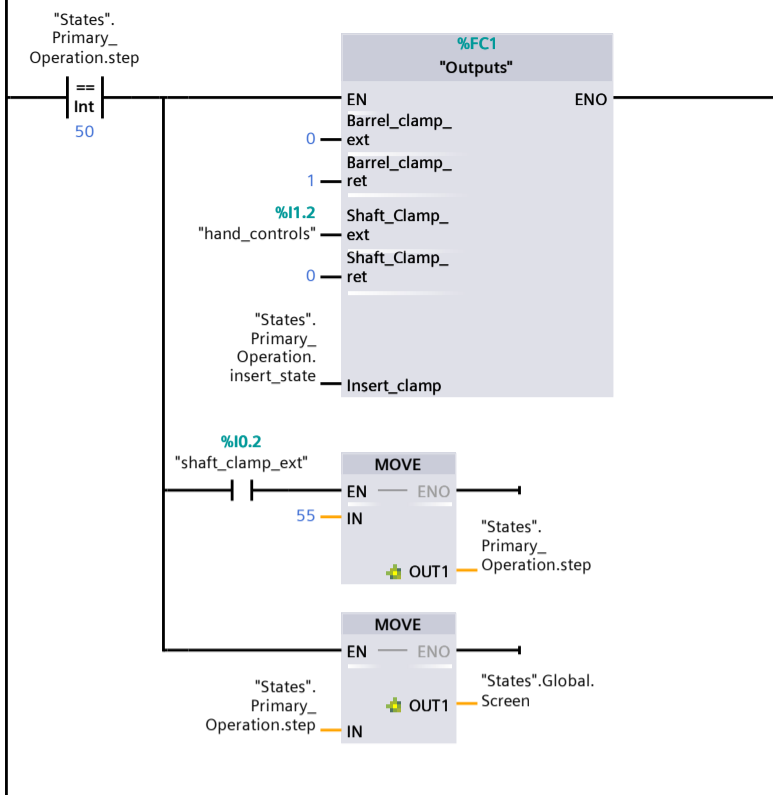 "States".
Primary_
Operation.step
==
Int
50
%FC1
"Outputs"
EN
ENO
Barrel_clamp_
0
ext
Barrel_clamp_
1
ret
%I1.2
"hand_controls"
Shaft_Clamp_
ext
Shaft_Clamp_
0
ret
"States".
Primary_
Operation.
insert_state
Insert_clamp
%I0.2
"shaft_clamp_ext"
MOVE
EN
ENO
55
IN
OUT1
"States".
Primary_
Operation.step
MOVE
EN
ENO
"States".
Primary_
Operation.step
IN
OUT1
"States".Global.
Screen